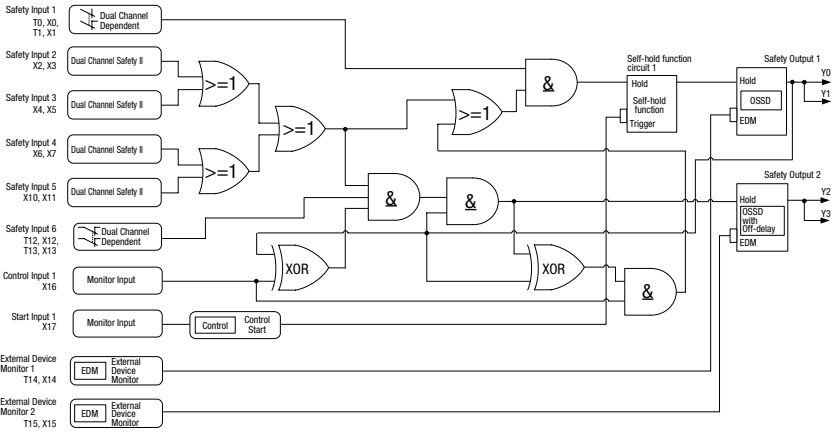 Safety Input 1
T0, X0,
T1, X1
Dual Channel
Dependent
Safety Input 2
X2, X3
Dual Channel Safety II
>=1
Safety Input 3
X4, X5
Dual Channel Safety II
>=1
Safety Input 4
X6, X7
Dual Channel Safety II
>=1
Safety Input 5
X10, X11
Dual Channel Safety II
>=1
&
Self-hold function
circuit 1
Hold
Self-hold
function
Trigger
Safety Output 1
Hold
OSSD
EDM
Y0
Y1
Safety Input 6
T12, X12,
T13, X13
Dual Channel
Dependent
&
&
Safety Output 2
Hold
OSSD
with
Off-delay
EDM
Y2
Y3
Control Input 1
X16
Monitor Input
XOR
XOR
&
Start Input 1
X17
Monitor Input
Control
Control
Start
External Device
Monitor 1
T14, X14
EDM
External
Device
Monitor
External Device
Monitor 2
T15, X15
EDM
External
Device
Monitor